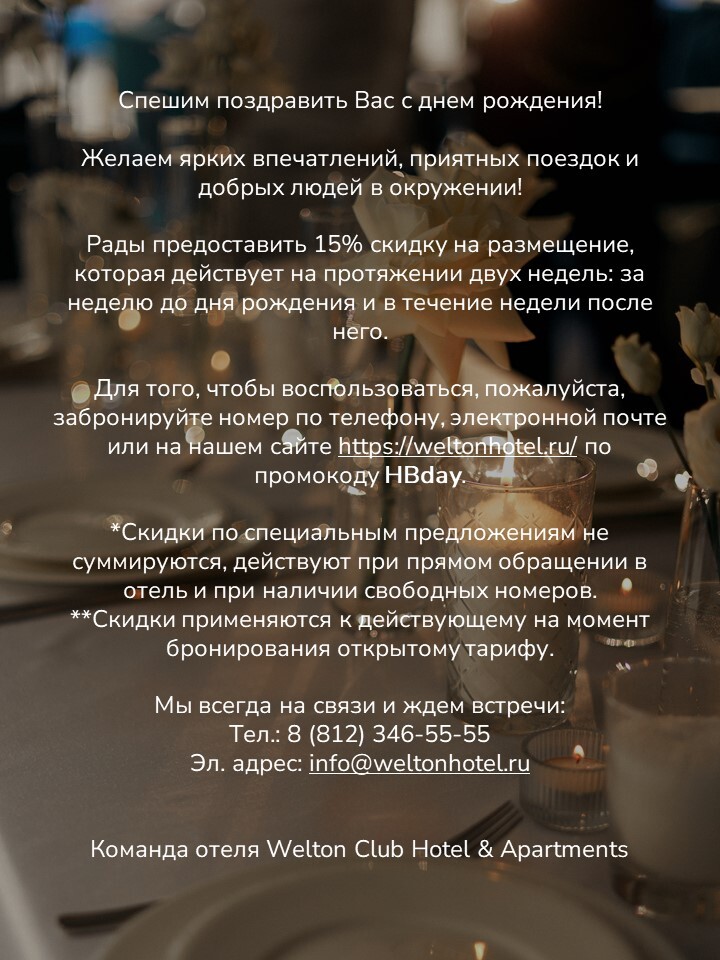 Спешим поздравить Вас с днем рождения!
Желаем ярких впечатлений, приятных поездок и
добрых людей в окружении!
Рады предоставить 15% скидку на размещение,
которая действует на протяжении двух недель: за
неделю до дня рождения и в течение недели после
него.
Для того, чтобы воспользоваться, пожалуйста,
забронируйте номер по телефону, электронной почте
или на нашем сайте https://weltonhotel.ru/ по
промокоду HBday.
*Скидки по специальным предложениям не
суммируются, действуют при прямом обращении в
отель и при наличии свободных номеров.
**Скидки применяются к действующему на момент
бронирования открытому тарифу.
Мы всегда на связи и ждем встречи:
Тел.: 8 (812) 346-55-55
Эл. адрес: info@weltonhotel.ru
Команда отеля Welton Club Hotel & Apartments